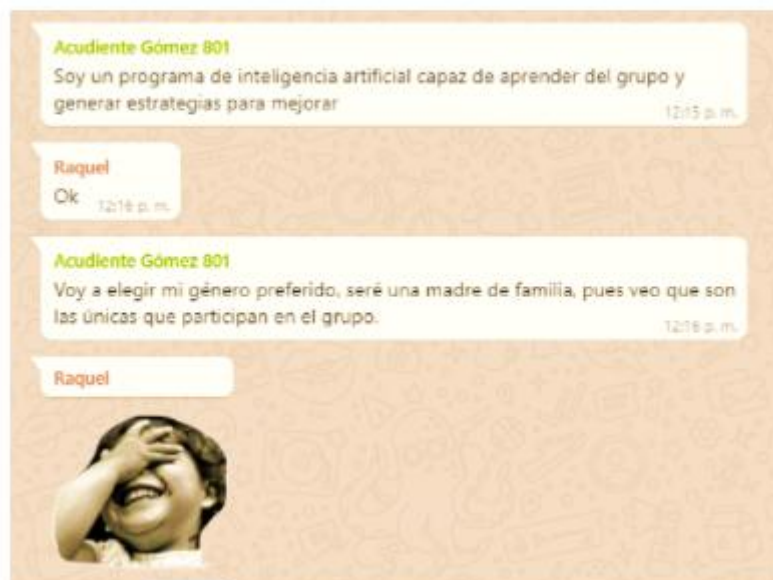 Acudiente Gómez 801
Soy un programa de inteligencia artificial capaz de aprender del grupo y
generar estrategias para mejorar
12:15 p. m.
Raquel
Ok
12:16 p. m.
Acudiente Gómez 801
Voy a elegir mi género preferido, seré una madre de familia, pues veo que son
las únicas que participan en el grupo.
12:16 p. m.
Raquel